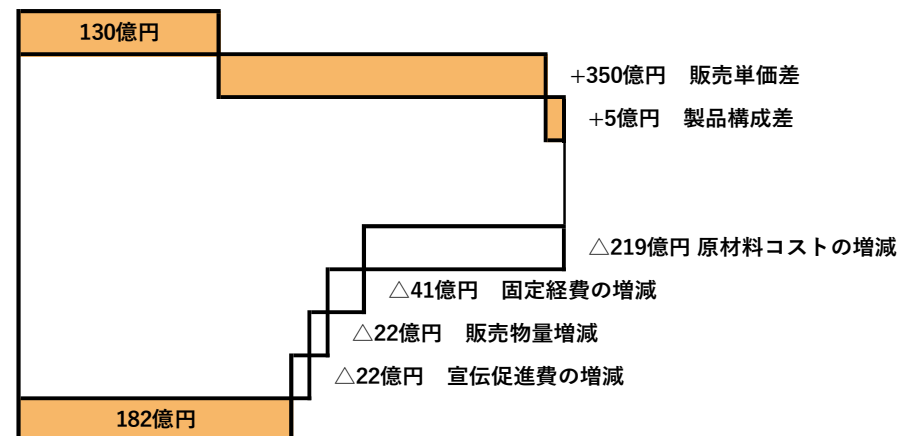 130億円
+350億円　販売単価差
+5億円　製品構成差
△219億円 原材料コストの増減
△41億円　固定経費の増減
△22億円　販売物量増減
△22億円　宣伝促進費の増減
182億円